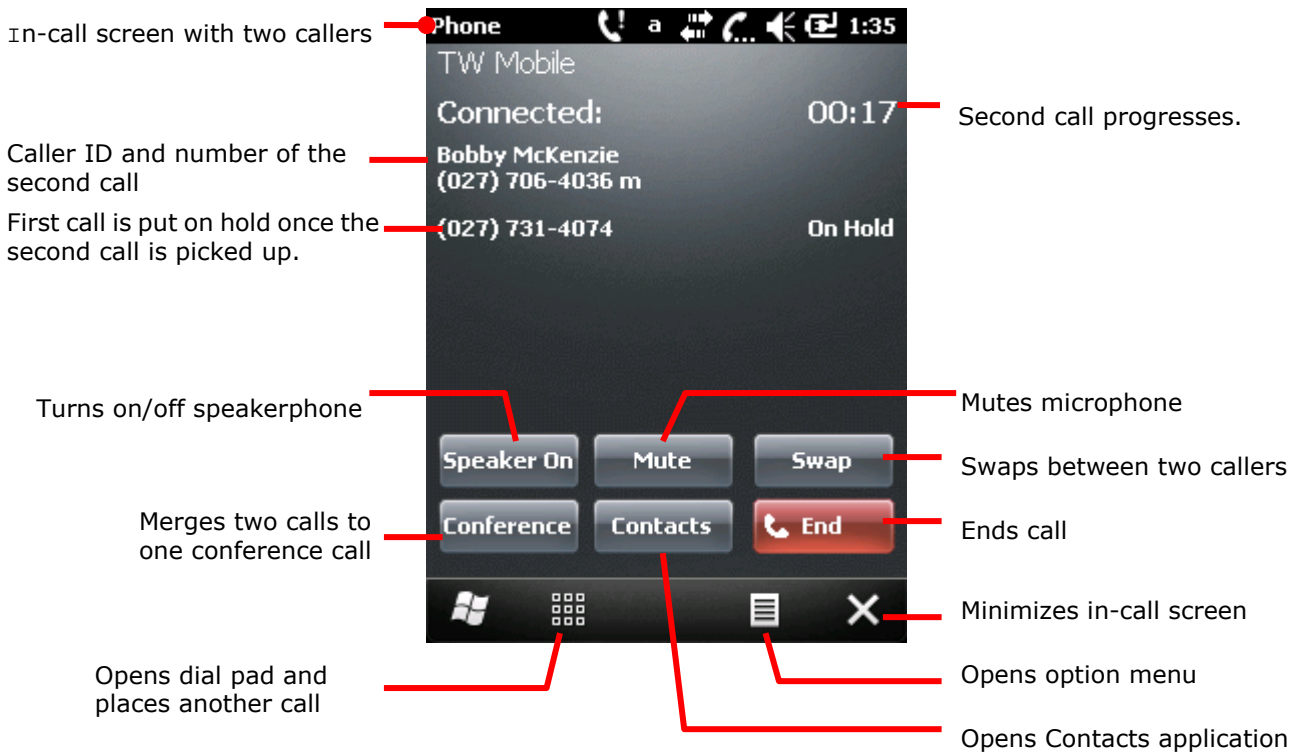 In-call screen with two callers
Phone
a
1:35
TW Mobile
Connected:
00:17
Second call progresses.
Caller ID and number of the
second call
Bobby McKenzie
(027) 706-4036 m
First call is put on hold once the
second call is picked up.
(027) 731-4074
On Hold
Turns on/off speakerphone
Mutes microphone
Speaker On
Mute
Swap
Swaps between two callers
Merges two calls to
one conference call
Conference
Contacts
End
Ends call
Minimizes in-call screen
Opens dial pad and
places another call
Opens option menu
Opens Contacts application